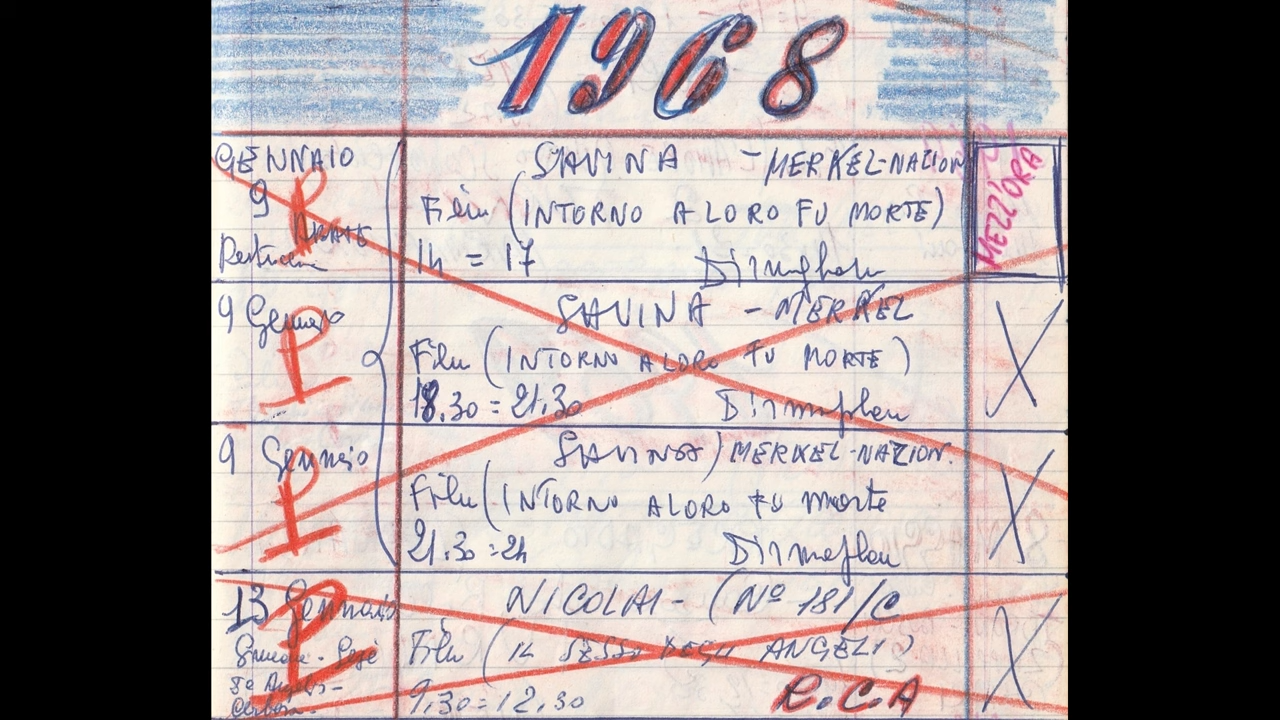 1968
GENNAIO
9
SAVINA - MERKEL-NAZION
Film (INTORNO A LORO FU MORTE)
14 = 17
MEZZ'ORA
P
9 Gennaio
SAVINA - MERKEL
Film (INTORNO A LORO FU MORTE)
18.30 = 21.30
X
P
9 Gennaio
SAVINA) MERKEL-NAZION.
Film (INTORNO A LORO FU MORTE
21.30 = 24
X
P
13 Gennaio
NICOLAI - (Nº 181/C
Film (IL SESSO DEGLI ANGELI)
9.30 = 12.30
R.C.A
X
P